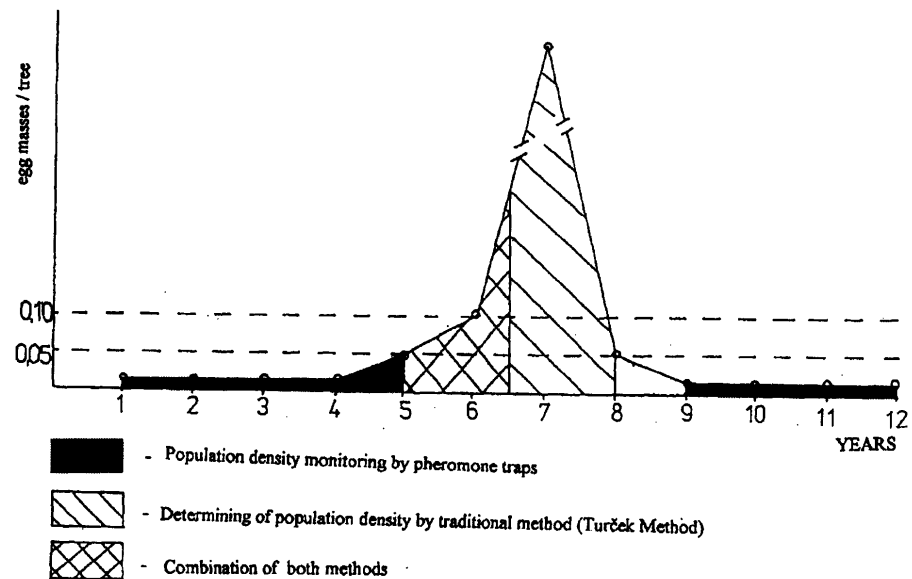 egg masses / tree
0,10
0,05
1 2 3 4 5 6 7 8 9 10 11 12
YEARS
- Population density monitoring by pheromone traps
- Determining of population density by traditional method (Turček Method)
- Combination of both methods